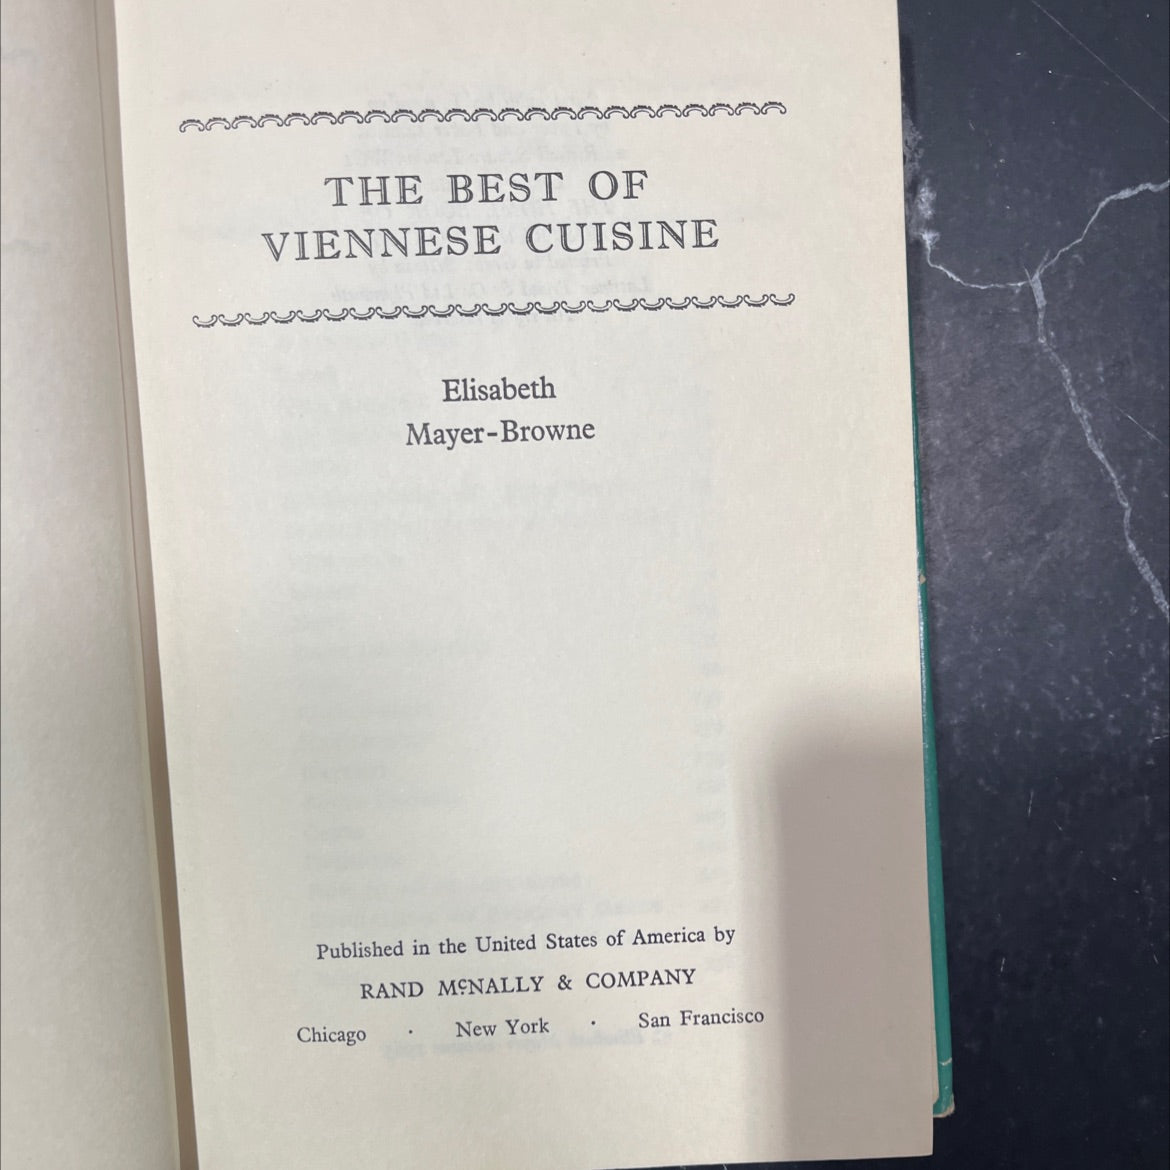 THE BEST OF
VIENNESE CUISINE
Elisabeth
Mayer-Browne
Published in the United States of America by
RAND McNALLY & COMPANY
Chicago · New York · San Francisco